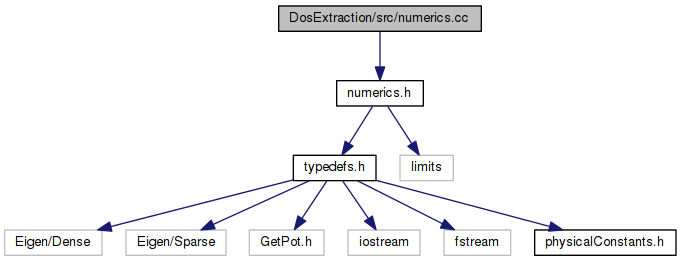 DosExtraction/src/numerics.cc
numerics.h
typedefs.h
limits
Eigen/Dense
Eigen/Sparse
GetPot.h
iostream
fstream
physicalConstants.h